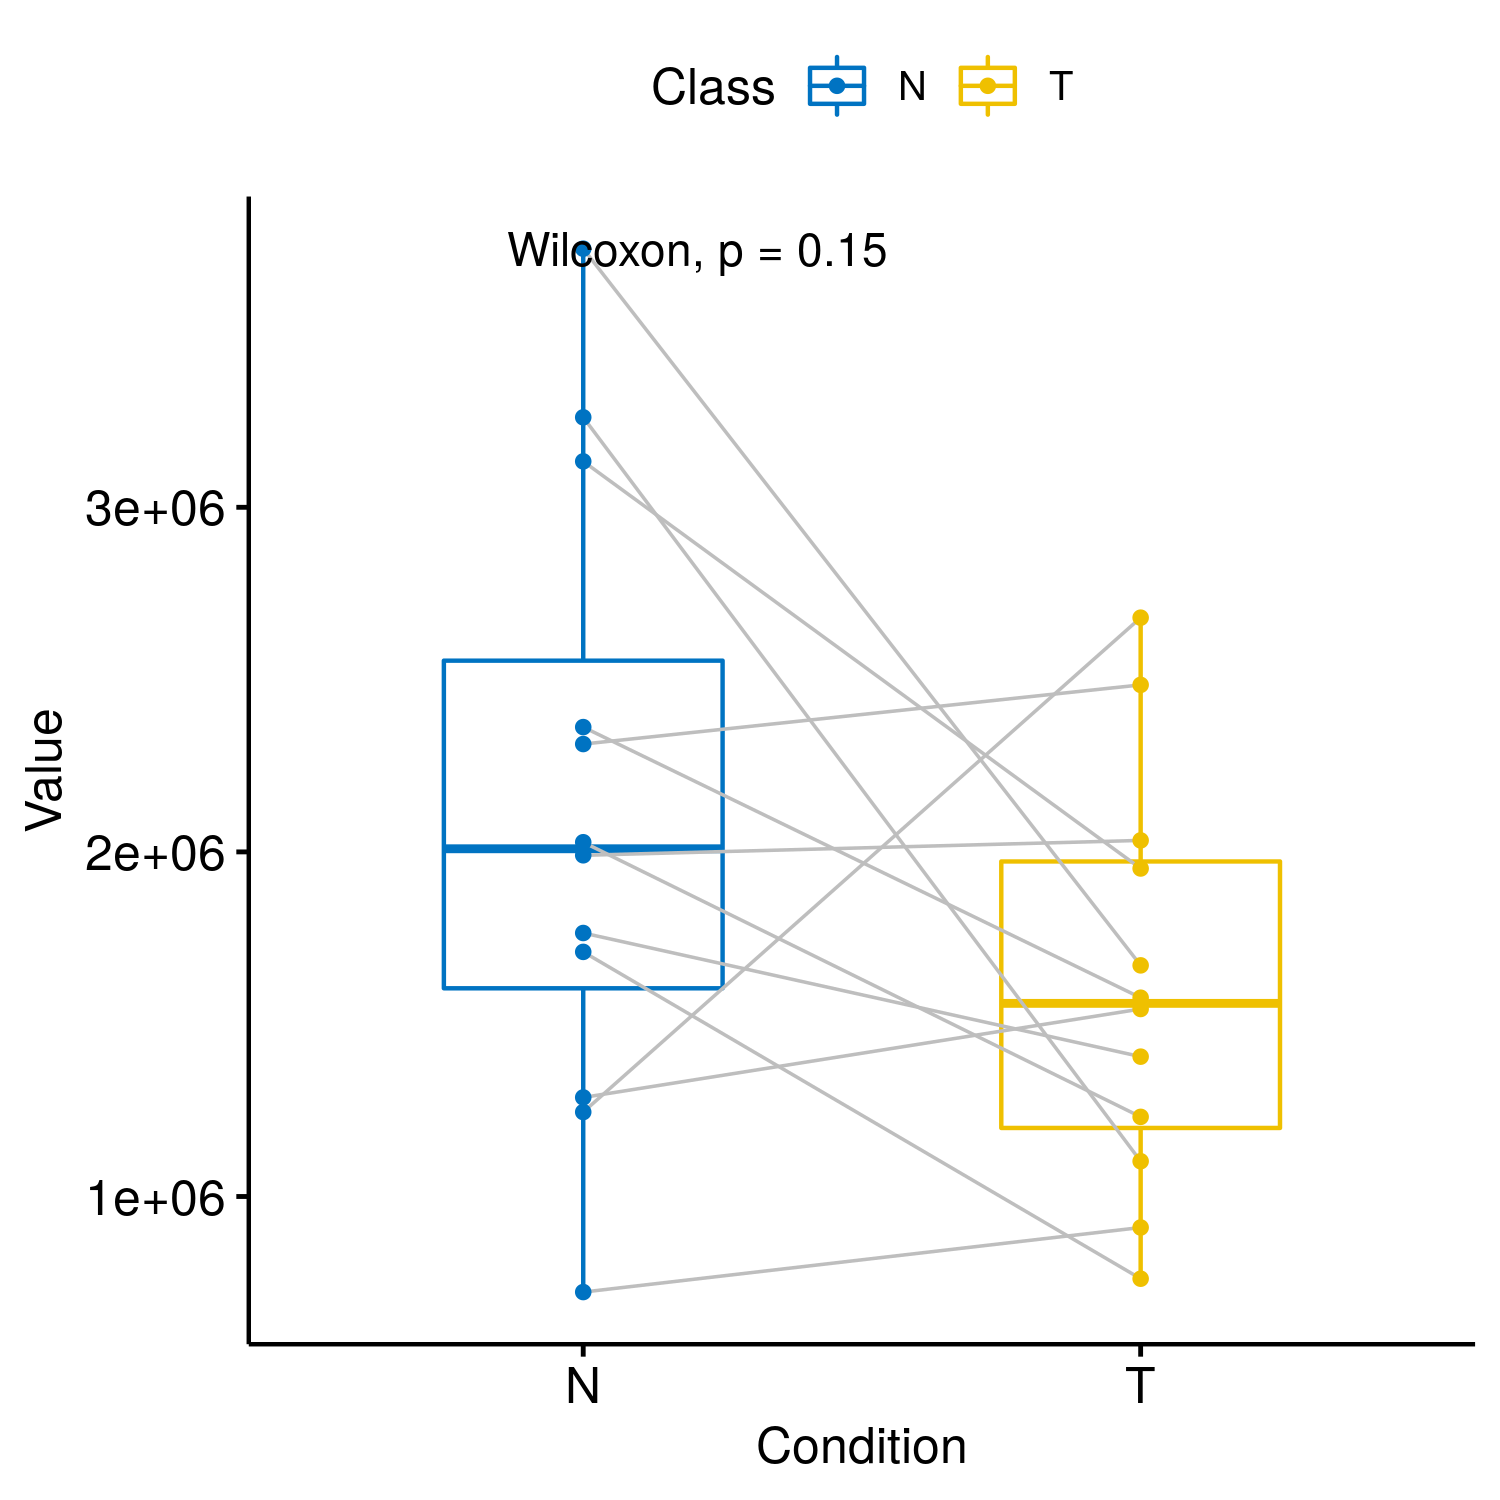 Class N T
Wilcoxon, p = 0.15
3e+06
2e+06
1e+06
Value
N T
Condition